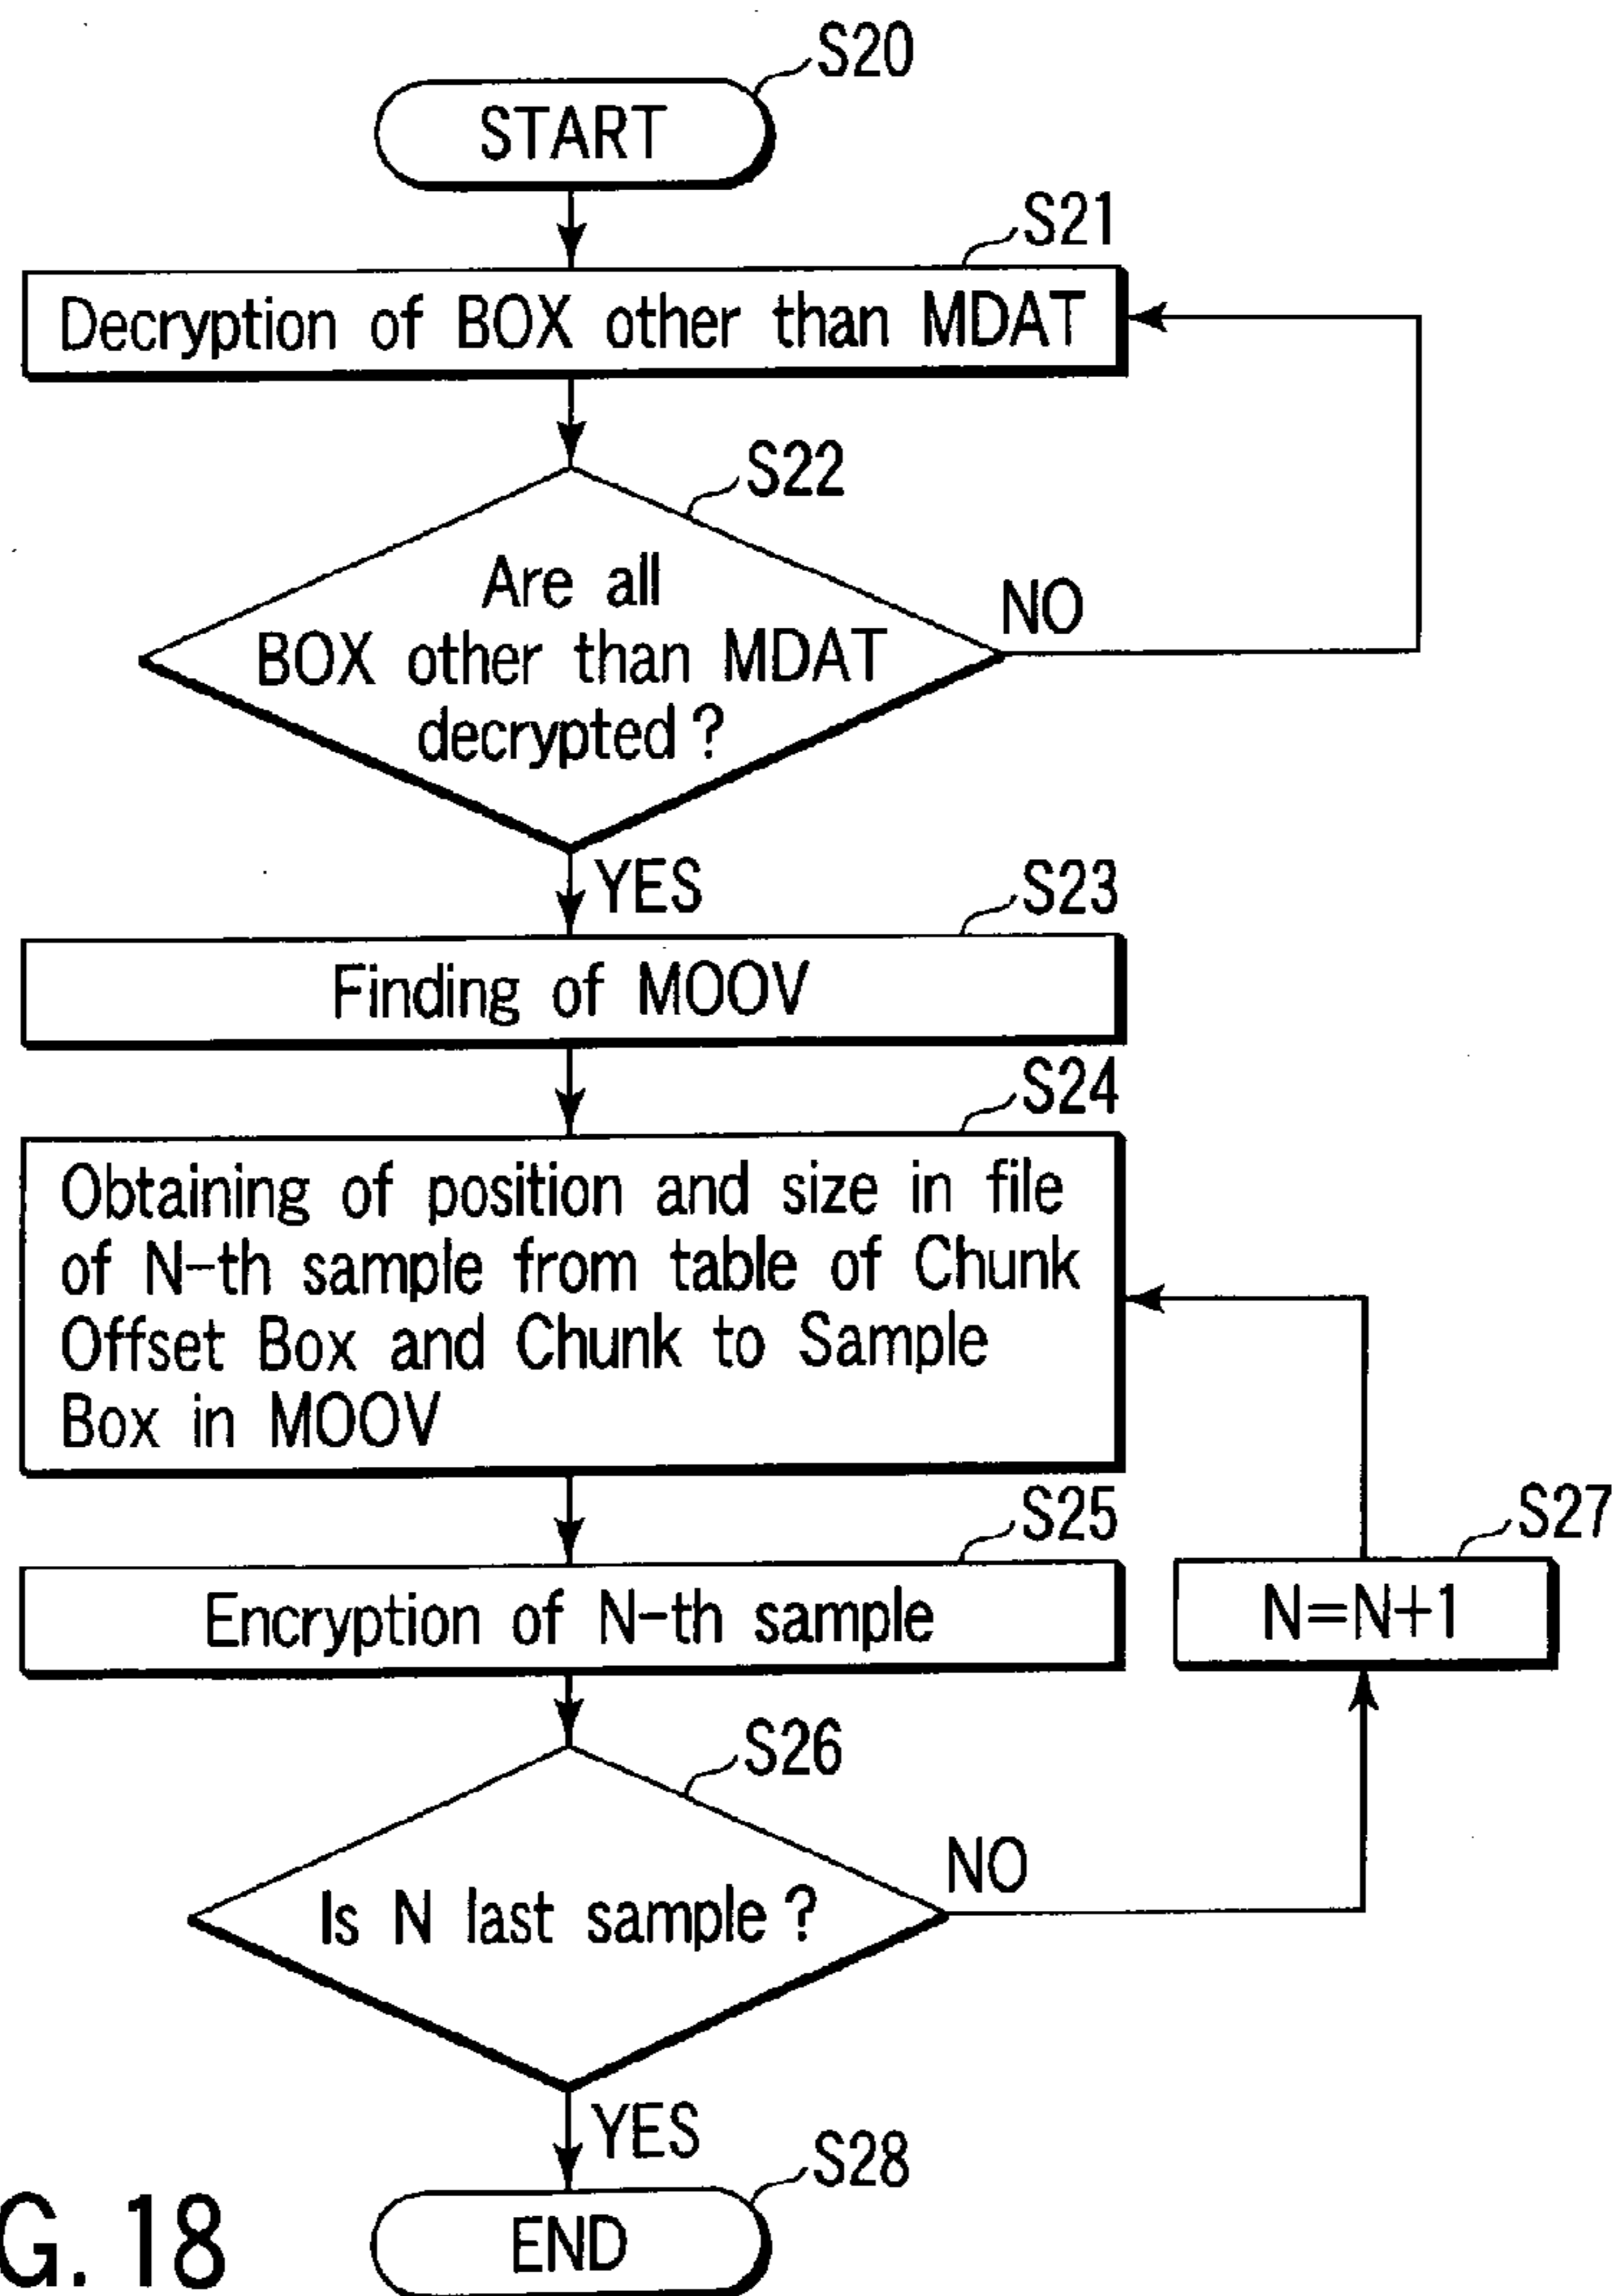 S20
START
S21
Decryption of BOX other than MDAT
S22
Are all
BOX other than MDAT
decrypted ?
NO
YES
S23
Finding of MOOV
S24
Obtaining of position and size in file
of N-th sample from table of Chunk
Offset Box and Chunk to Sample
Box in MOOV
S25
Encryption of N-th sample
S27
N=N+1
S26
Is N last sample ?
NO
YES
S28
END
G. 18